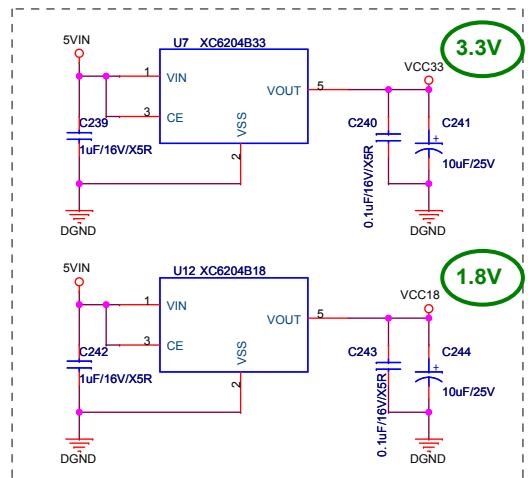 5VIN
U7 XC6204B33
3.3V
VCC33
1
VIN
VOUT
5
3
CE
VSS
2
C239
1uF/16V/X5R
C240
0.1uF/16V/X5R
C241
+
10uF/25V
DGND
DGND
5VIN
U12 XC6204B18
1.8V
VCC18
1
VIN
VOUT
5
3
CE
VSS
2
C242
1uF/16V/X5R
C243
0.1uF/16V/X5R
C244
+
10uF/25V
DGND
DGND